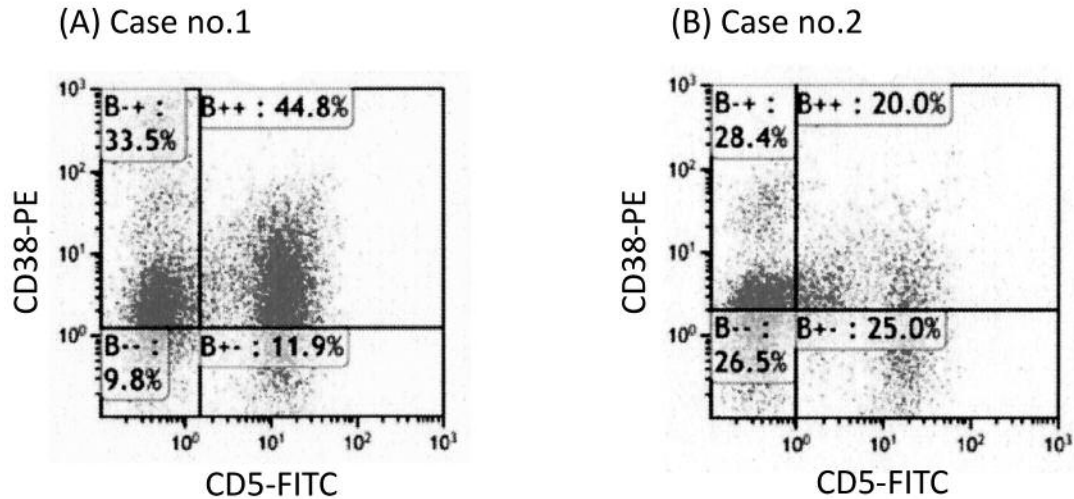 (A) Case no.1
(B) Case no.2
10³
B-+ :
33.5%
B++ : 44.8%
10²
10¹
10⁰
B-- :
9.8%
B+- : 11.9%
10⁰
10¹
10²
10³
CD38-PE
CD5-FITC
10³
B-+ :
28.4%
B++ : 20.0%
10²
10¹
10⁰
B-- :
26.5%
B+- : 25.0%
10⁰
10¹
10²
10³
CD38-PE
CD5-FITC